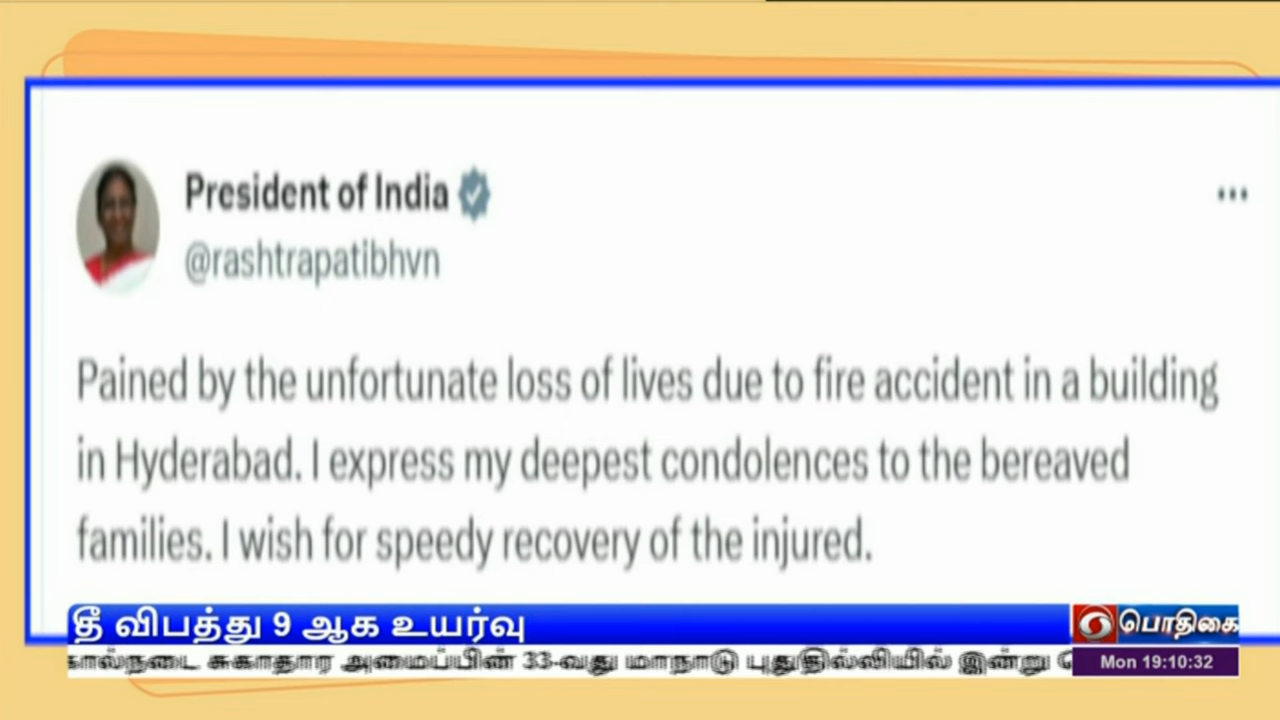 President of India
@rashtrapatibhvn
Pained by the unfortunate loss of lives due to fire accident in a building
in Hyderabad. I express my deepest condolences to the bereaved
families. I wish for speedy recovery of the injured.
தீ விபத்து 9 ஆக உயர்வு
பொதிகை
கால்நடை சுகாதார அமைப்பின் 33-வது மாநாடு புதுதில்லியில் இன்று
Mon 19:10:32